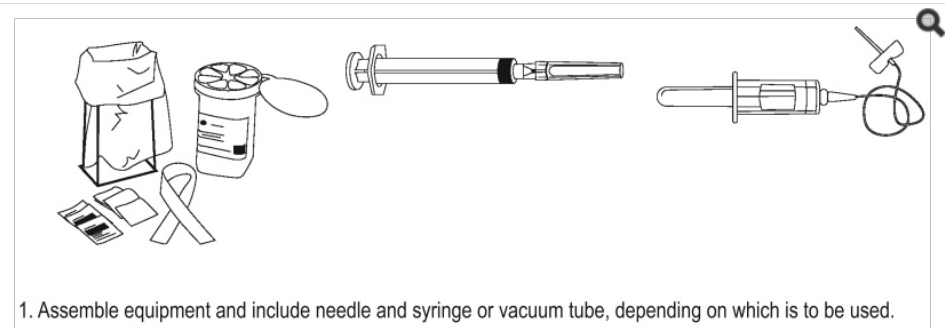 1. Assemble equipment and include needle and syringe or vacuum tube, depending on which is to be used.